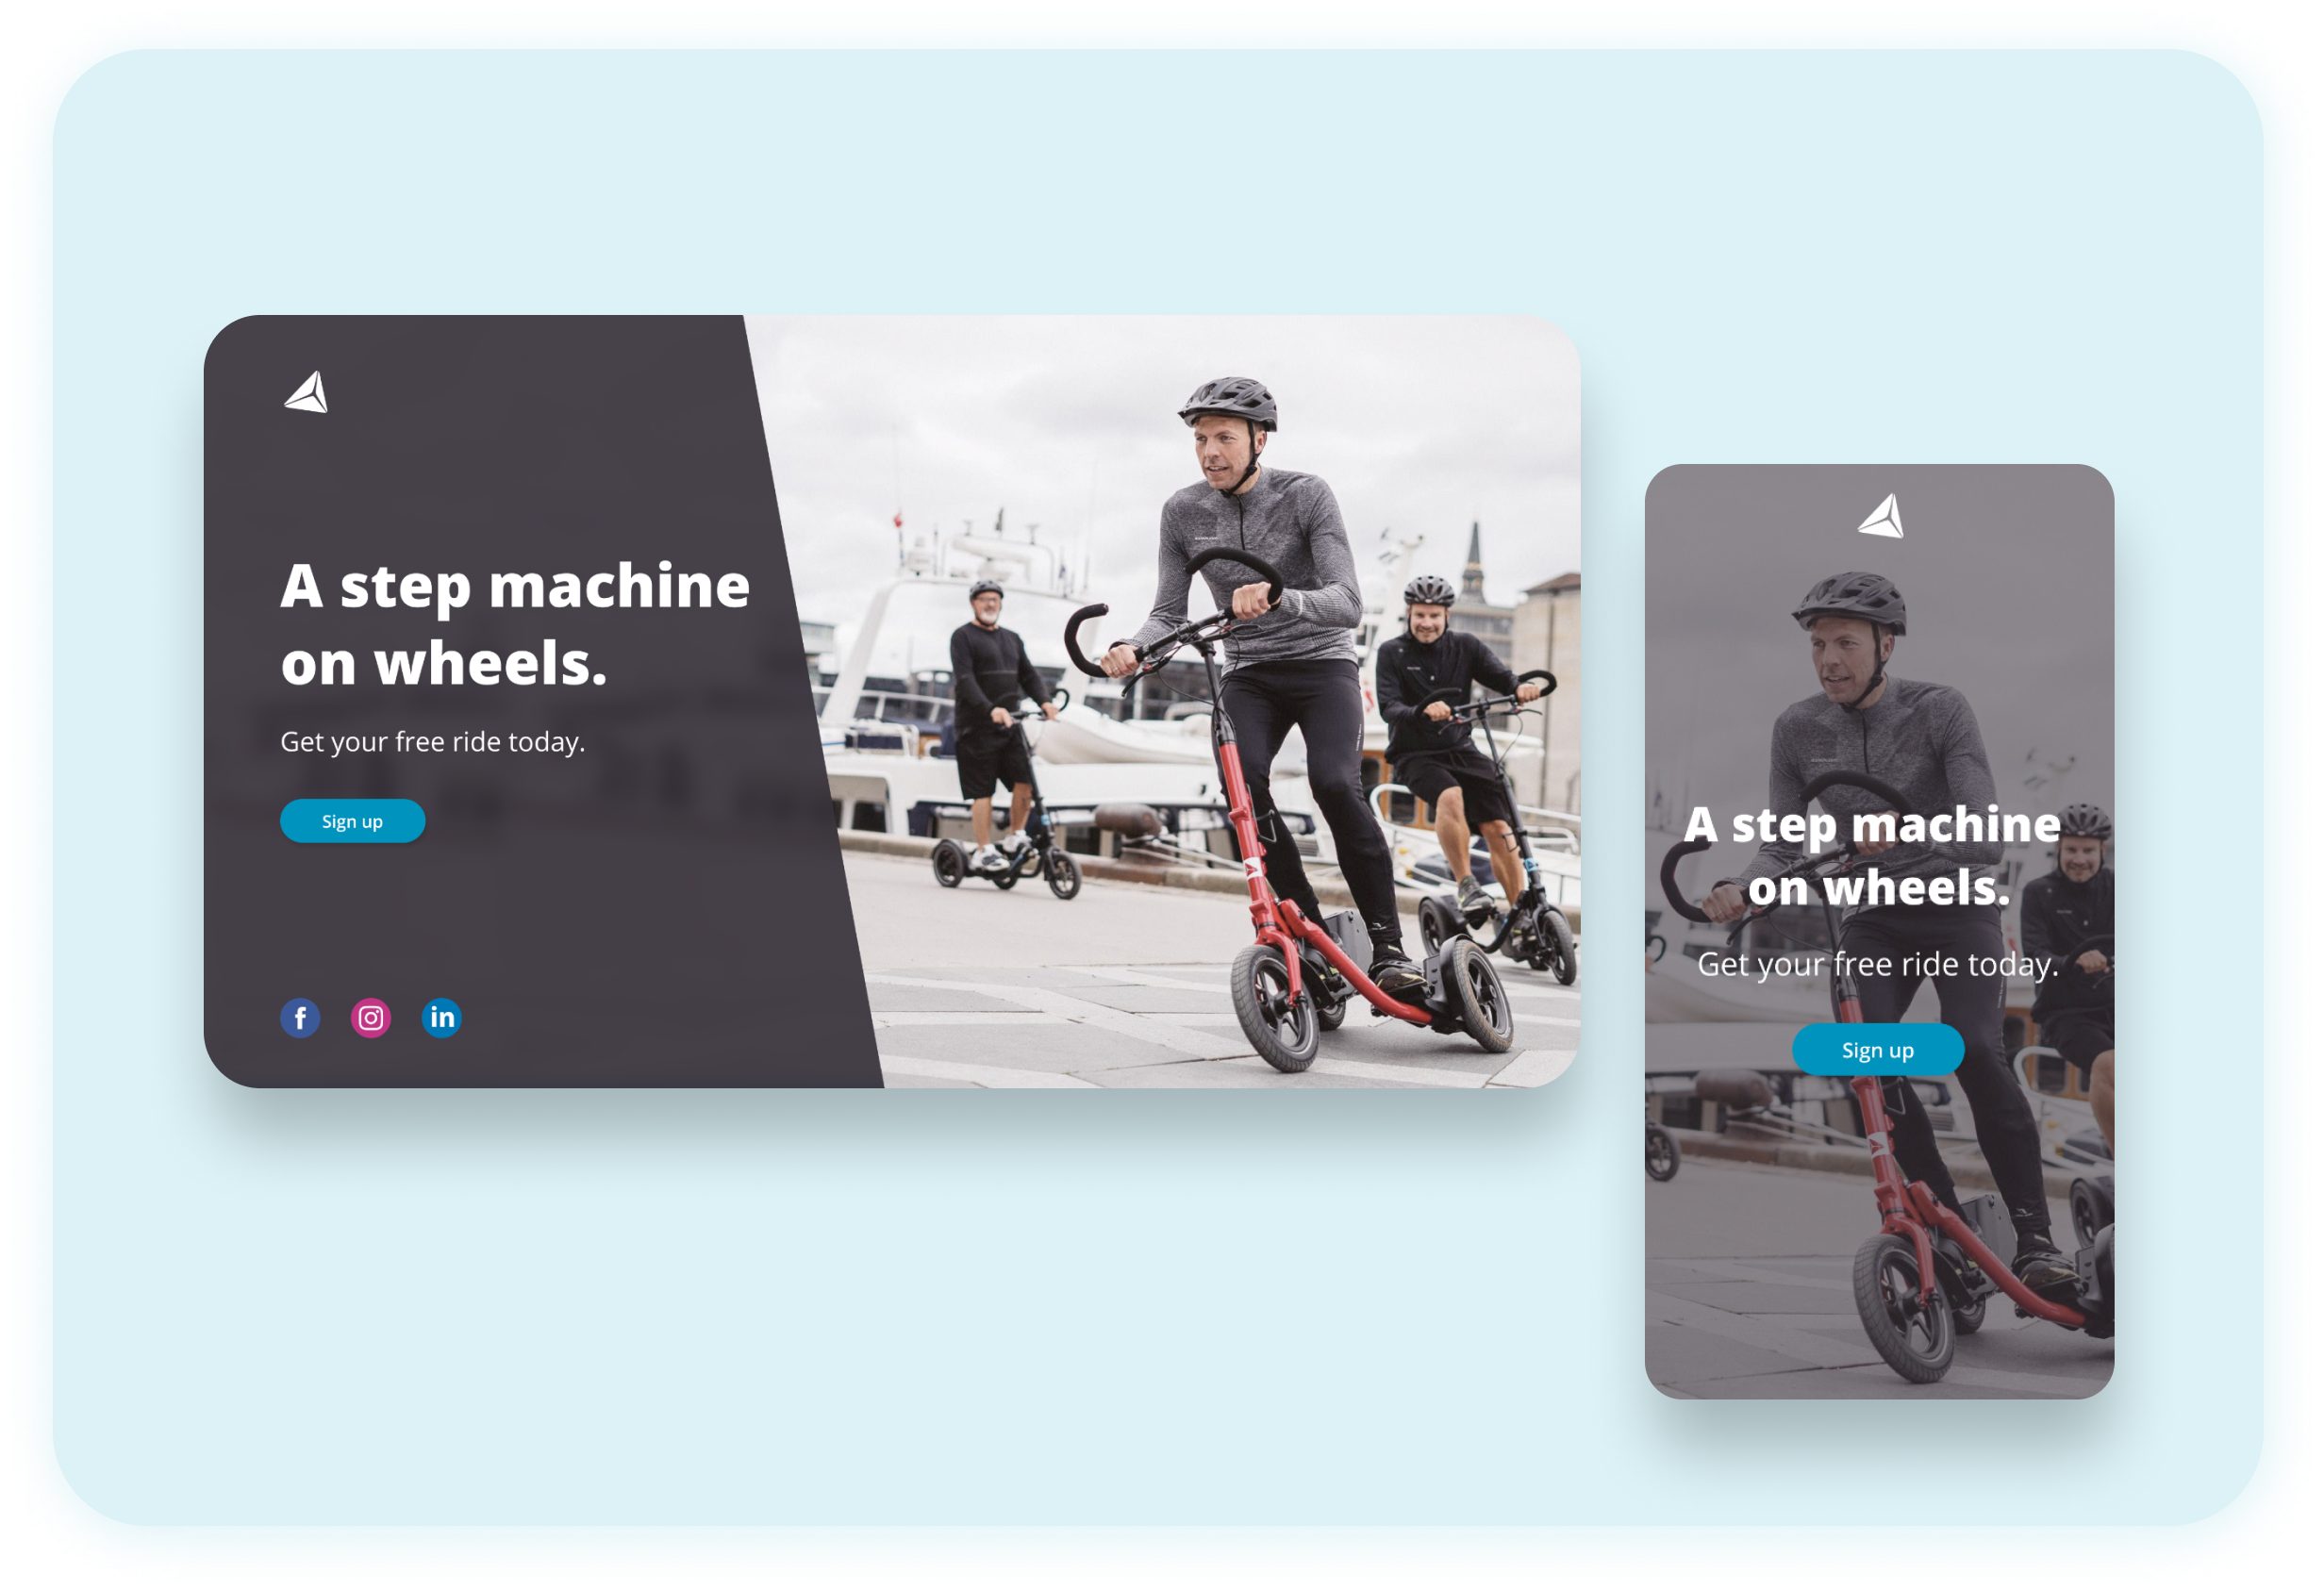 A step machine
on wheels.
Get your free ride today.
Sign up
f
in
A step machine
on wheels.
Get your free ride today.
Sign up